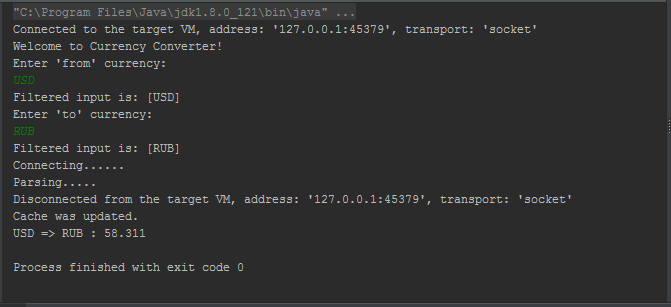 "C:\Program Files\Java\jdk1.8.0_121\bin\java" ...
Connected to the target VM, address: '127.0.0.1:45379', transport: 'socket'
Welcome to Currency Converter!
Enter 'from' currency:
USD
Filtered input is: [USD]
Enter 'to' currency:
RUB
Filtered input is: [RUB]
Connecting......
Parsing.....
Disconnected from the target VM, address: '127.0.0.1:45379', transport: 'socket'
Cache was updated.
USD => RUB : 58.311
Process finished with exit code 0